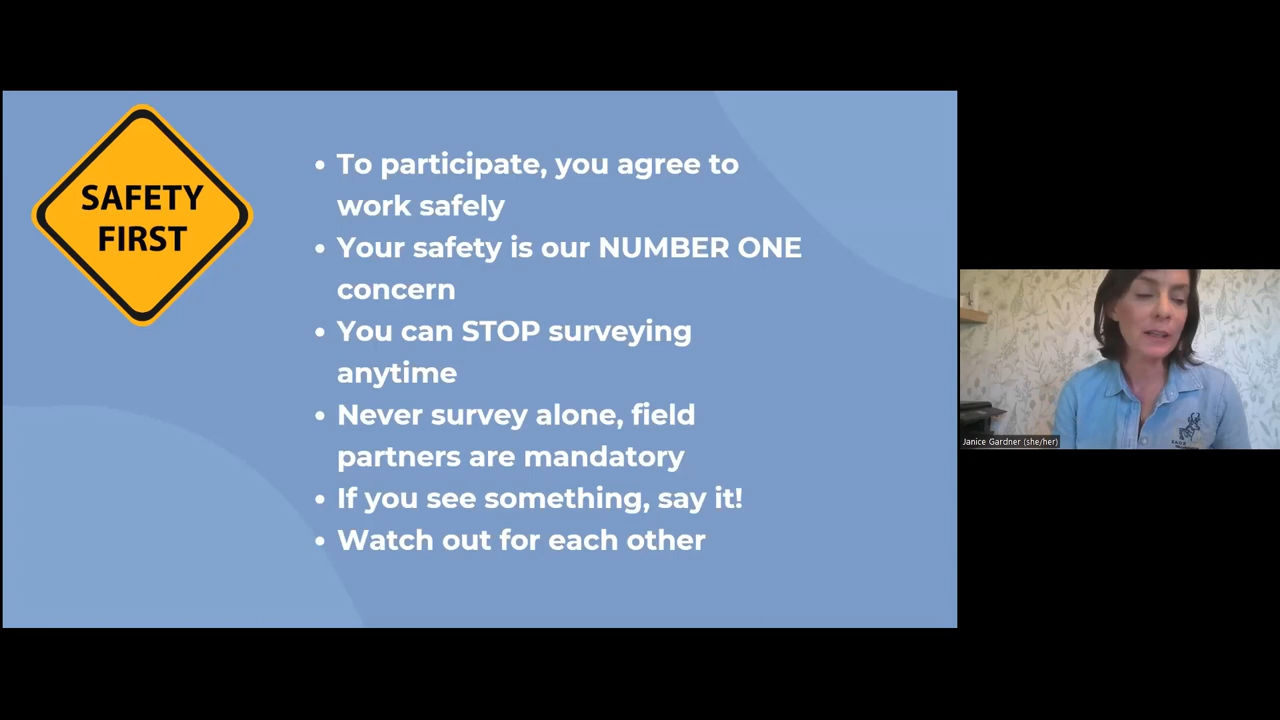 SAFETY
FIRST
• To participate, you agree to
work safely
• Your safety is our NUMBER ONE
concern
• You can STOP surveying
anytime
• Never survey alone, field
partners are mandatory
• If you see something, say it!
• Watch out for each other
Janice Gardner (she/her)